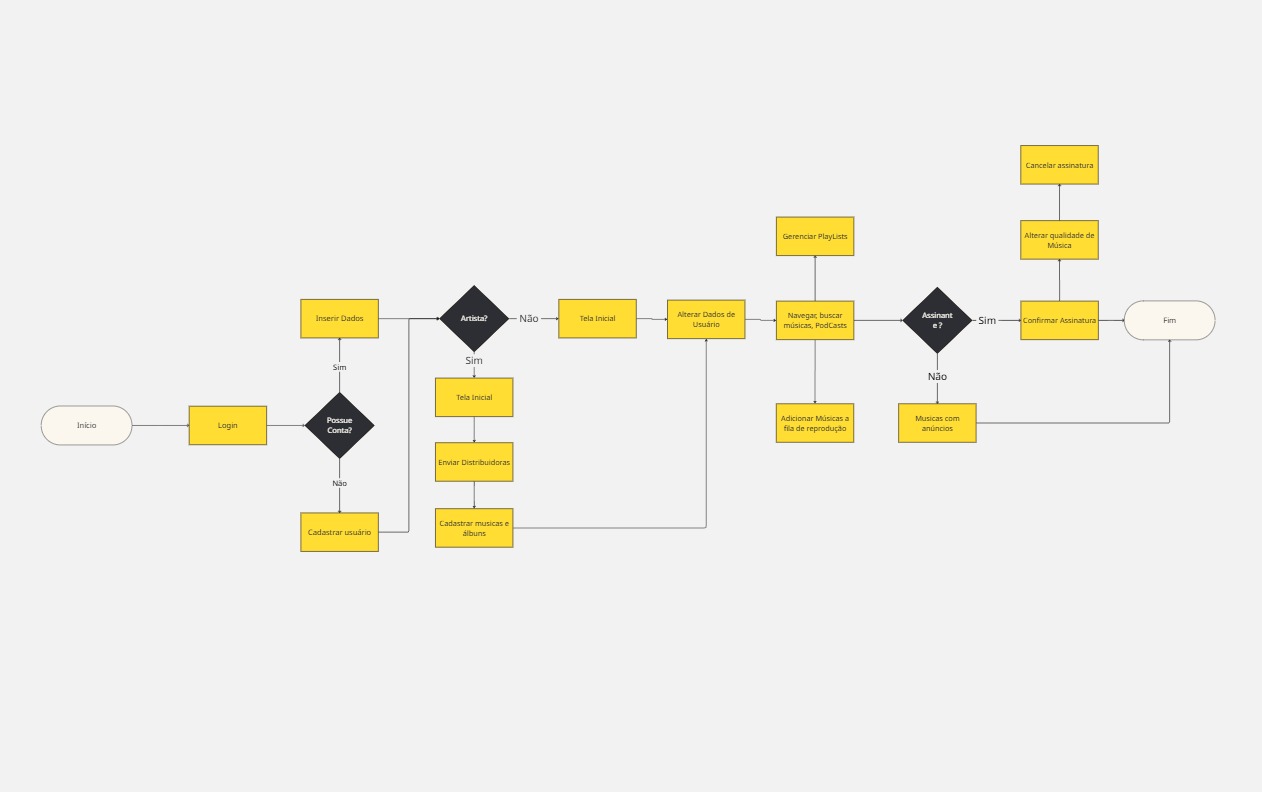 Início
Login
Possue
Conta?
Sim
Inserir Dados
Não
Cadastrar usuário
Artista?
Não
Tela Inicial
Sim
Tela Inicial
Enviar Distribuidoras
Cadastrar musicas e
álbuns
Alterar Dados de
Usuário
Navegar, buscar
músicas, PodCasts
Gerenciar PlayLists
Adicionar Músicas a
fila de reprodução
Assinant
e ?
Sim
Confirmar Assinatura
Alterar qualidade de
Música
Cancelar assinatura
Não
Musicas com
anúncios
Fim